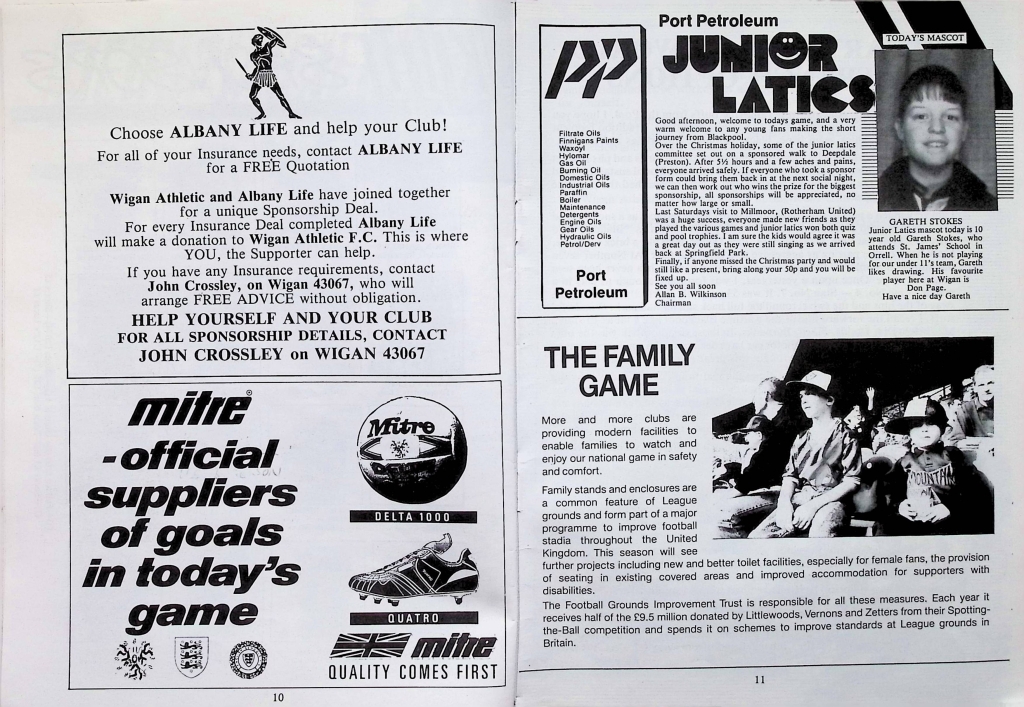 Choose ALBANY LIFE and help your Club!
For all of your Insurance needs, contact ALBANY LIFE
for a FREE Quotation
Wigan Athletic and Albany Life have joined together
for a unique Sponsorship Deal.
For every Insurance Deal completed Albany Life
will make a donation to Wigan Athletic F.C. This is where
YOU, the Supporter can help.
If you have any Insurance requirements, contact
John Crossley, on Wigan 43067, who will
arrange FREE ADVICE without obligation.
HELP YOURSELF AND YOUR CLUB
FOR ALL SPONSORSHIP DETAILS, CONTACT
JOHN CROSSLEY on WIGAN 43067
mitre®
-official
suppliers
of goals
in today's
game
Mitre
DELTA 1000
QUATRO
mitre
QUALITY COMES FIRST
10
pp
Filtrate Oils
Finnigans Paints
Waxoyl
Hylomar
Gas Oil
Burning Oil
Domestic Oils
Industrial Oils
Paraffin
Boiler
Maintenance
Detergents
Engine Oils
Gear Oils
Hydraulic Oils
Petrol/Derv
Port
Petroleum
Port Petroleum
JUNIOR
LATICS
Good afternoon, welcome to todays game, and a very
warm welcome to any young fans making the short
journey from Blackpool.
Over the Christmas holiday, some of the junior latics
committee set out on a sponsored walk to Deepdale
(Preston). After 5½ hours and a few aches and pains,
everyone arrived safely. If everyone who took a sponsor
form could bring them back in at the next social night,
we can then work out who wins the prize for the biggest
sponsorship, all sponsorships will be appreciated, no
matter how large or small.
Last Saturdays visit to Millmoor, (Rotherham United)
was a huge success, everyone made new friends as they
played the various games and junior latics won both quiz
and pool trophies. I am sure the kids would agree it was
a great day out as they were still singing as we arrived
back at Springfield Park.
Finally, if anyone missed the Christmas party and would
still like a present, bring along your 50p and you will be
fixed up.
See you all soon
Allan B. Wilkinson
Chairman
TODAY'S MASCOT
GARETH STOKES
Junior Latics mascot today is 10
year old Gareth Stokes, who
attends St. James' School in
Orrell. When he is not playing
for our under 11's team, Gareth
likes drawing. His favourite
player here at Wigan is
Don Page.
Have a nice day Gareth
THE FAMILY
GAME
More and more clubs are
providing modern facilities to
enable families to watch and
enjoy our national game in safety
and comfort.
Family stands and enclosures are
a common feature of League
grounds and form part of a major
programme to improve football
stadia throughout the United
Kingdom. This season will see
further projects including new and better toilet facilities, especially for female fans, the provision
of seating in existing covered areas and improved accommodation for supporters with
disabilities.
The Football Grounds Improvement Trust is responsible for all these measures. Each year it
receives half of the £9.5 million donated by Littlewoods, Vernons and Zetters from their Spotting-
the-Ball competition and spends it on schemes to improve standards at League grounds in
Britain.
MOUNTAIN
11